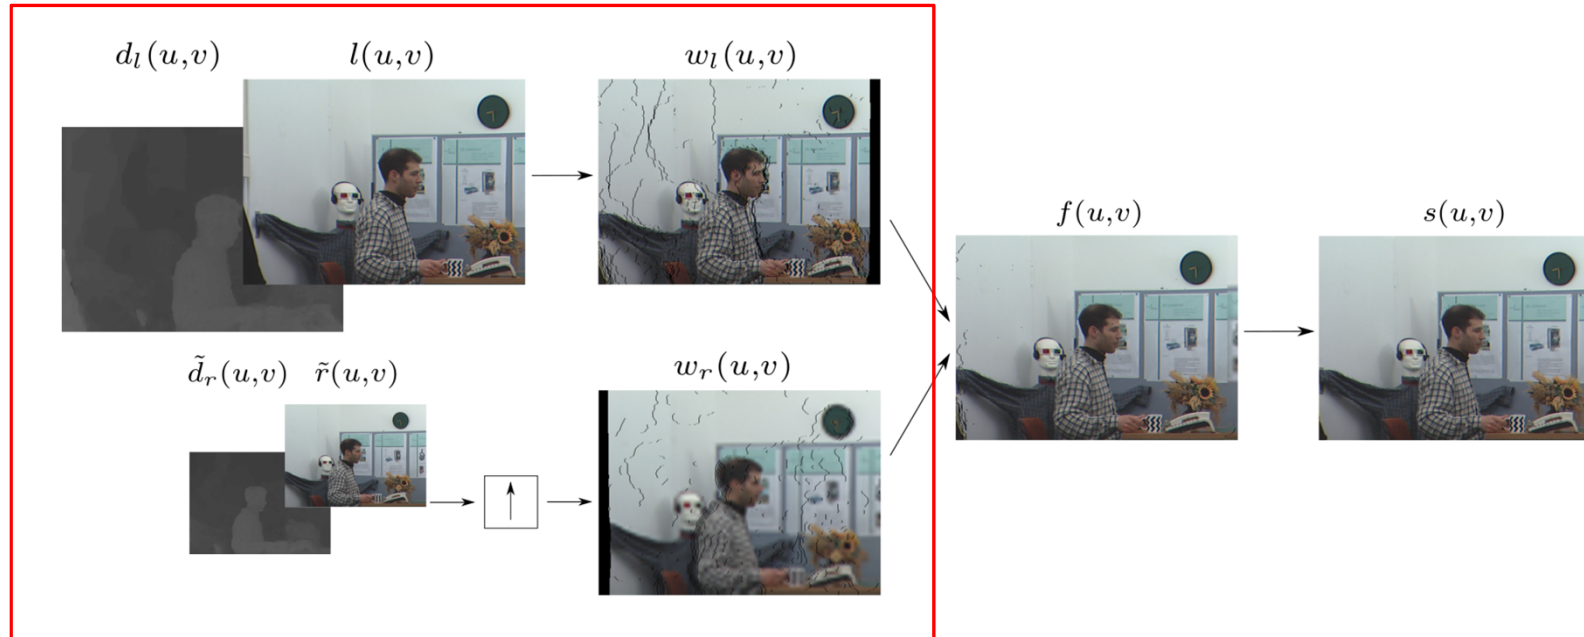 d_l(u,v) l(u,v) w_l(u,v)
f(u,v) s(u,v)
d̃_r(u,v) r̃(u,v) w_r(u,v)